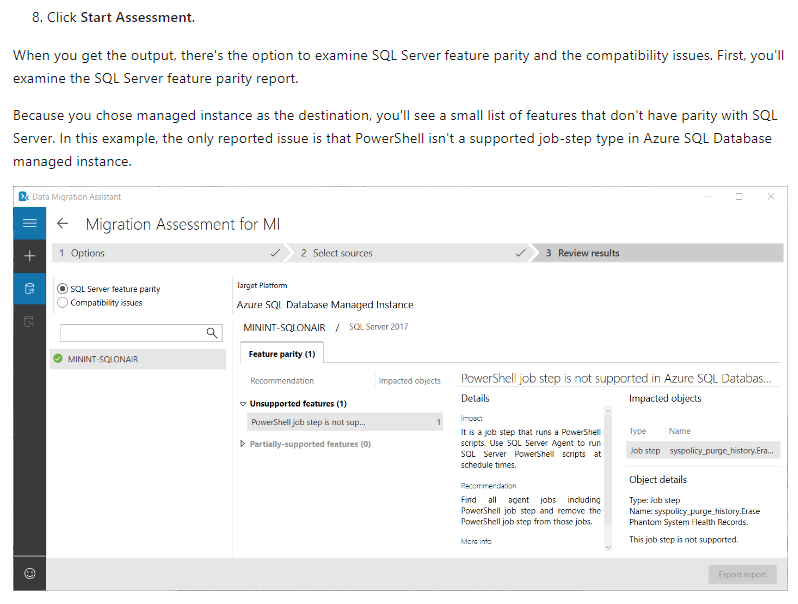 8. Click Start Assessment.
When you get the output, there's the option to examine SQL Server feature parity and the compatibility issues. First, you'll
examine the SQL Server feature parity report.
Because you chose managed instance as the destination, you'll see a small list of features that don't have parity with SQL
Server. In this example, the only reported issue is that PowerShell isn't a supported job-step type in Azure SQL Database
managed instance.
Data Migration Assistant
Migration Assessment for MI
1 Options
2 Select sources
3 Review results
SQL Server feature parity
Compatibility issues
MININT-SQLONAIR
Target Platform
Azure SQL Database Managed Instance
MININT-SQLONAIR / SQL Server 2017
Feature parity (1)
Recommendation Impacted objects
Unsupported features (1)
PowerShell job step is not sup... 1
Partially-supported features (0)
PowerShell job step is not supported in Azure SQL Databas...
Details
Impact
It is a job step that runs a PowerShell
scripts. Use SQL Server Agent to run
SQL Server PowerShell scripts at
schedule times.
Recommendation
Find all agent jobs including
PowerShell job step and remove the
PowerShell job step from those jobs.
More info
Impacted objects
Type Name
Job step syspolicy_purge_history.Era...
Object details
Type: Job step
Name: syspolicy_purge_history.Erase
Phantom System Health Records.
This job step is not supported.
Export report